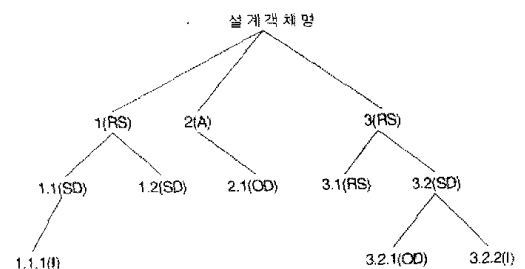 설계객체명
1(RS) 2(A) 3(RS)
1.1(SD) 1.2(SD) 2.1(OD) 3.1(RS) 3.2(SD)
1.1.1(I) 3.2.1(OD) 3.2.2(I)